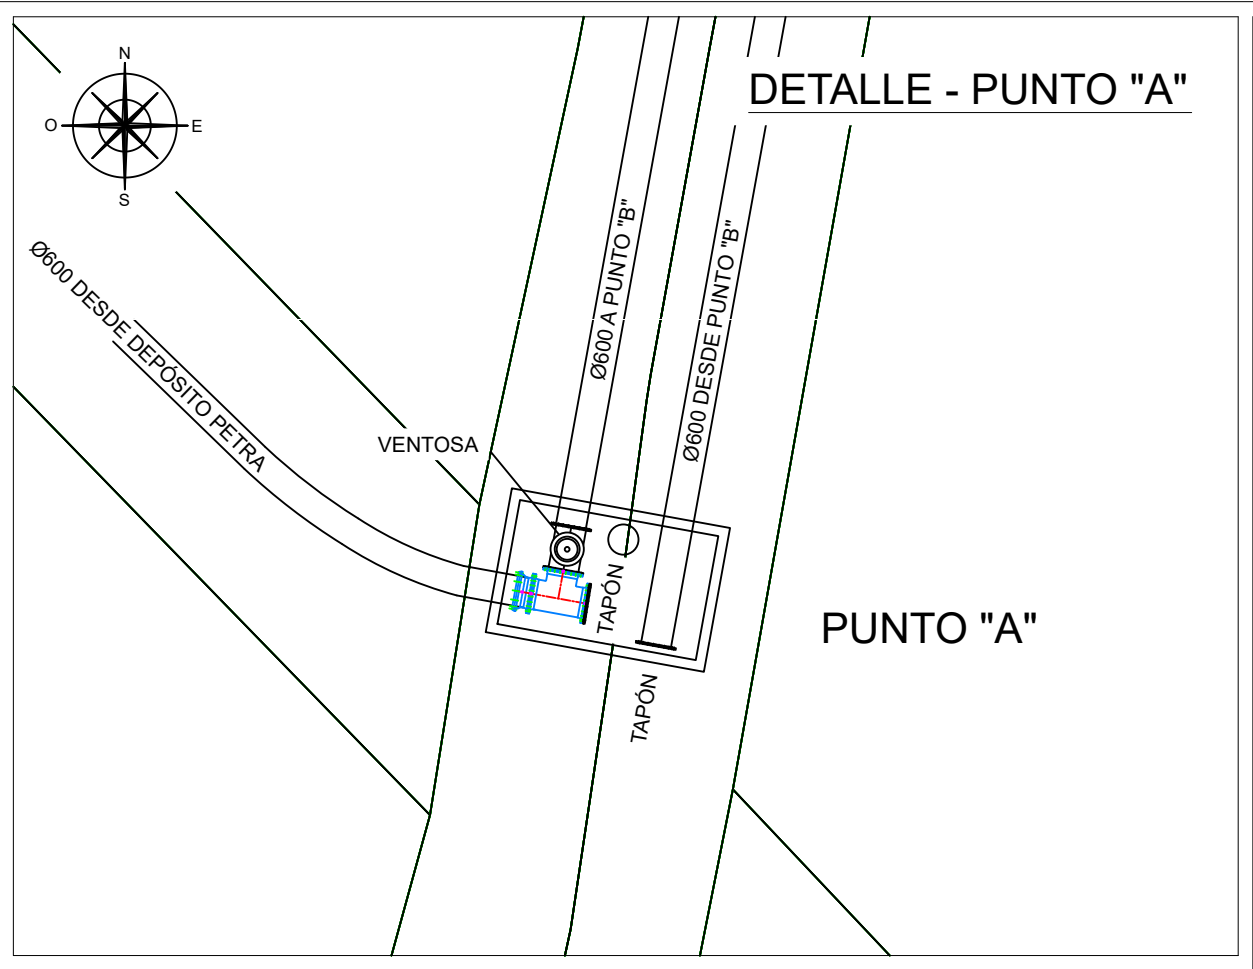 N
O
E
S
DETALLE - PUNTO "A"
Ø600 DESDE DEPÓSITO PETRA
Ø600 A PUNTO "B"
Ø600 DESDE PUNTO "B"
VENTOSA
TAPÓN
PUNTO "A"
TAPÓN